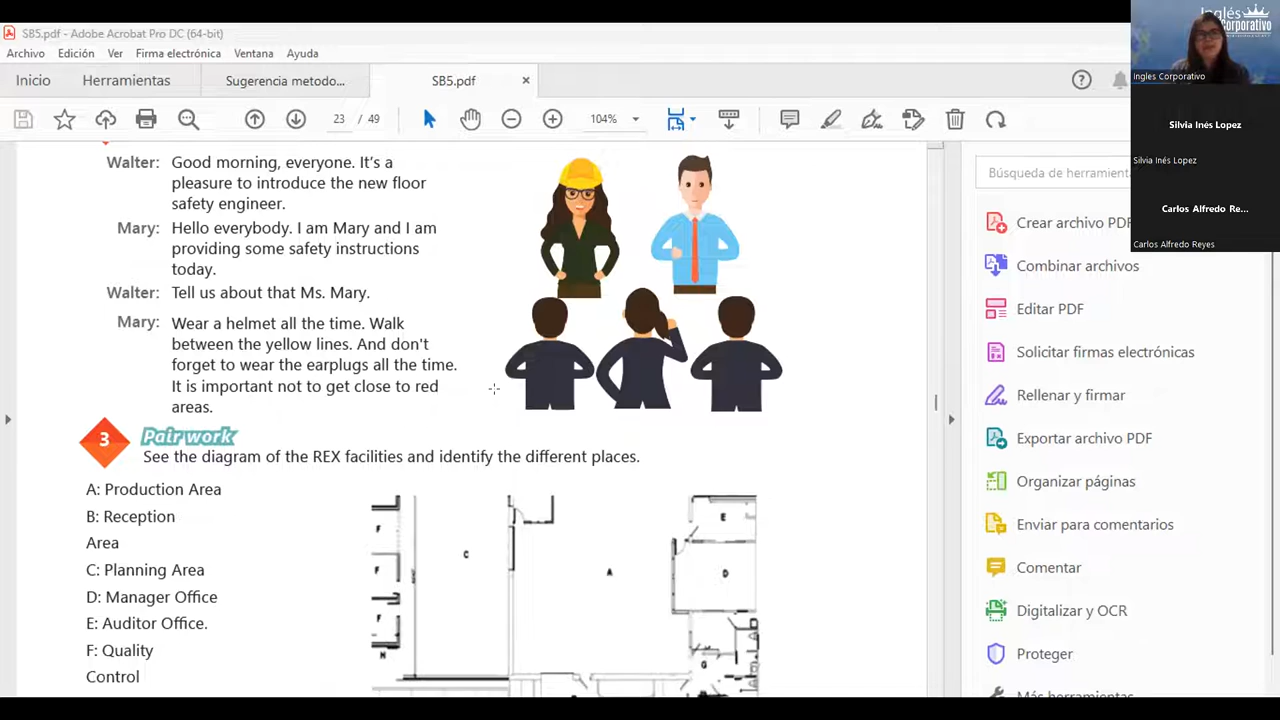 SB5.pdf - Adobe Acrobat Pro DC (64-bit)
Archivo Edición Ver Firma electrónica Ventana Ayuda
Inicio Herramientas Sugerencia metodo... SB5.pdf ×
23 / 49 104%
Walter: Good morning, everyone. It's a
pleasure to introduce the new floor
safety engineer.
Mary: Hello everybody. I am Mary and I am
providing some safety instructions
today.
Walter: Tell us about that Ms. Mary.
Mary: Wear a helmet all the time. Walk
between the yellow lines. And don't
forget to wear the earplugs all the time.
It is important not to get close to red
areas.
3 Pair work
See the diagram of the REX facilities and identify the different places.
A: Production Area
B: Reception
Area
C: Planning Area
D: Manager Office
E: Auditor Office.
F: Quality
Control
F
F
F
H
C
A
E
D
G
Búsqueda de herramienta
Crear archivo PDF
Combinar archivos
Editar PDF
Solicitar firmas electrónicas
Rellenar y firmar
Exportar archivo PDF
Organizar páginas
Enviar para comentarios
Comentar
Digitalizar y OCR
Proteger
Más herramientas
Inglés
Corporativo
Ingles Corporativo
Silvia Inés Lopez
Silvia Inés Lopez
Carlos Alfredo Re...
Carlos Alfredo Reyes